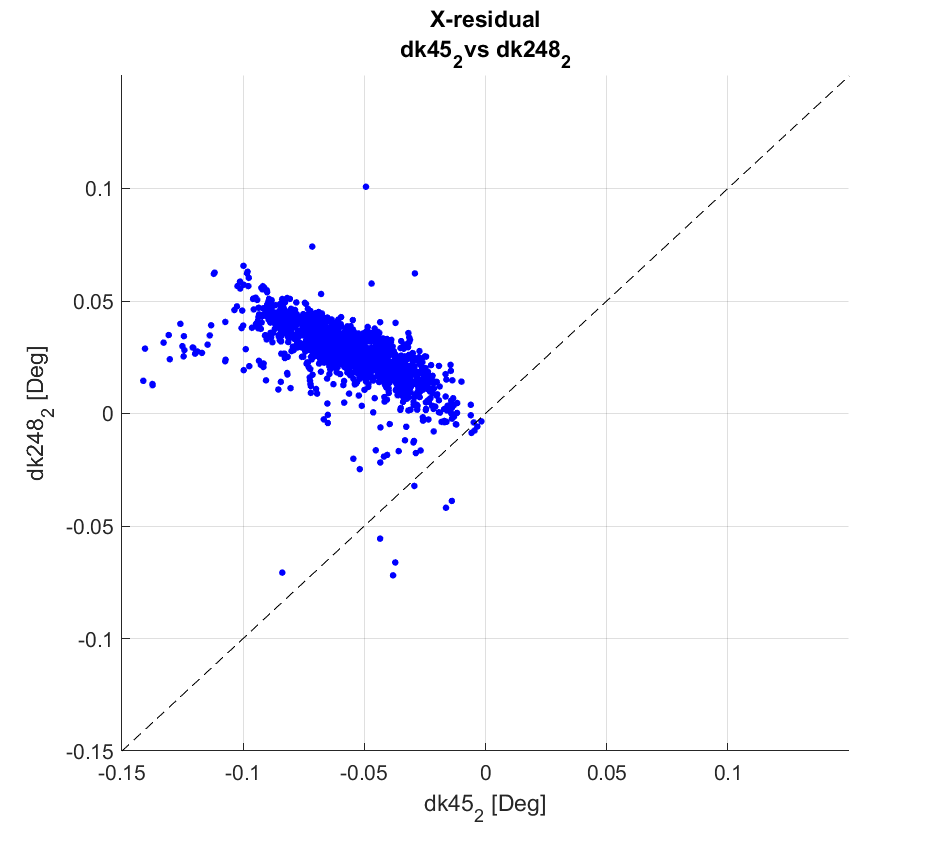 X-residual
dk45₂vs dk248₂
0.1
0.05
0
-0.05
-0.1
-0.15
dk248₂ [Deg]
-0.15 -0.1 -0.05 0 0.05 0.1
dk45₂ [Deg]